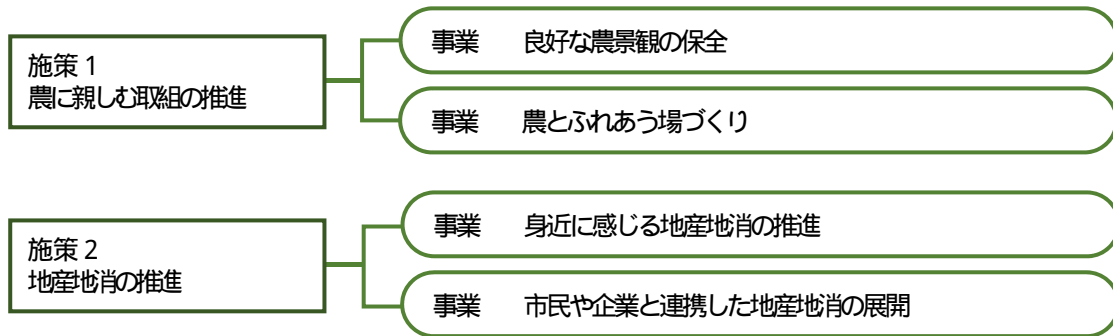 施策 1
農に親しむ取組の推進
事業 良好な農景観の保全
事業 農とふれあう場づくり
施策 2
地産地消の推進
事業 身近に感じる地産地消の推進
事業 市民や企業と連携した地産地消の展開